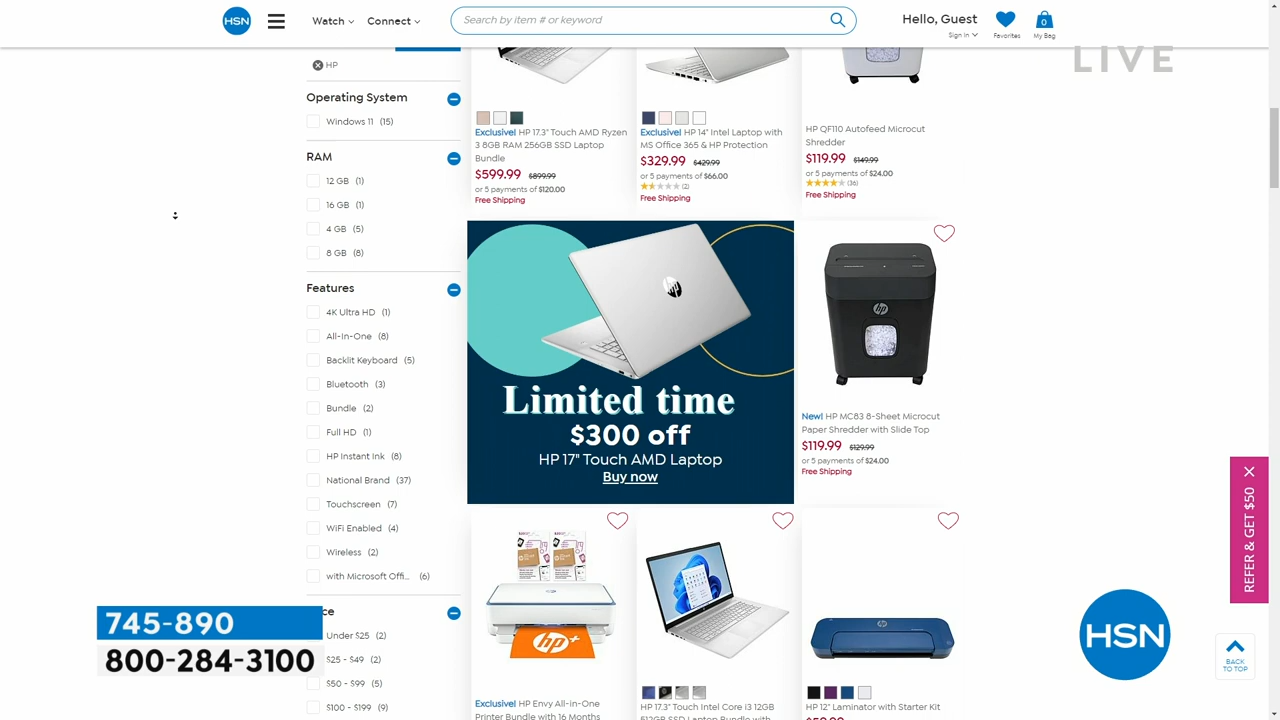 HSN
Watch
Connect
Search by item # or keyword
Hello, Guest
Sign In
Favorites
0
My Bag
LIVE
HP
Operating System
Windows 11 (15)
RAM
12 GB (1)
16 GB (1)
4 GB (5)
8 GB (8)
Features
4K Ultra HD (1)
All-In-One (8)
Backlit Keyboard (5)
Bluetooth (3)
Bundle (2)
Full HD (1)
HP Instant Ink (8)
National Brand (37)
Touchscreen (7)
WiFi Enabled (4)
Wireless (2)
with Microsoft Offi... (6)
ce
Under $25 (2)
$25 - $49 (2)
$50 - $99 (5)
$100 - $199 (9)
Exclusive! HP 17.3" Touch AMD Ryzen
3 8GB RAM 256GB SSD Laptop
Bundle
$599.99 $899.99
or 5 payments of $120.00
Free Shipping
Exclusive! HP 14" Intel Laptop with
MS Office 365 & HP Protection
$329.99 $429.99
or 5 payments of $66.00
(2)
Free Shipping
HP QF110 Autofeed Microcut
Shredder
$119.99 $149.99
or 5 payments of $24.00
(36)
Free Shipping
hp
Limited time
$300 off
HP 17" Touch AMD Laptop
Buy now
hp
New! HP MC83 8-Sheet Microcut
Paper Shredder with Slide Top
$119.99 $129.99
or 5 payments of $24.00
Free Shipping
hp+
Exclusive! HP Envy All-in-One
Printer Bundle with 16 Months
HP 17.3" Touch Intel Core i3 12GB
512GB SSD Laptop Bundle with
hp
HP 12" Laminator with Starter Kit
REFER & GET $50
745-890
800-284-3100
HSN
BACK
TO TOP